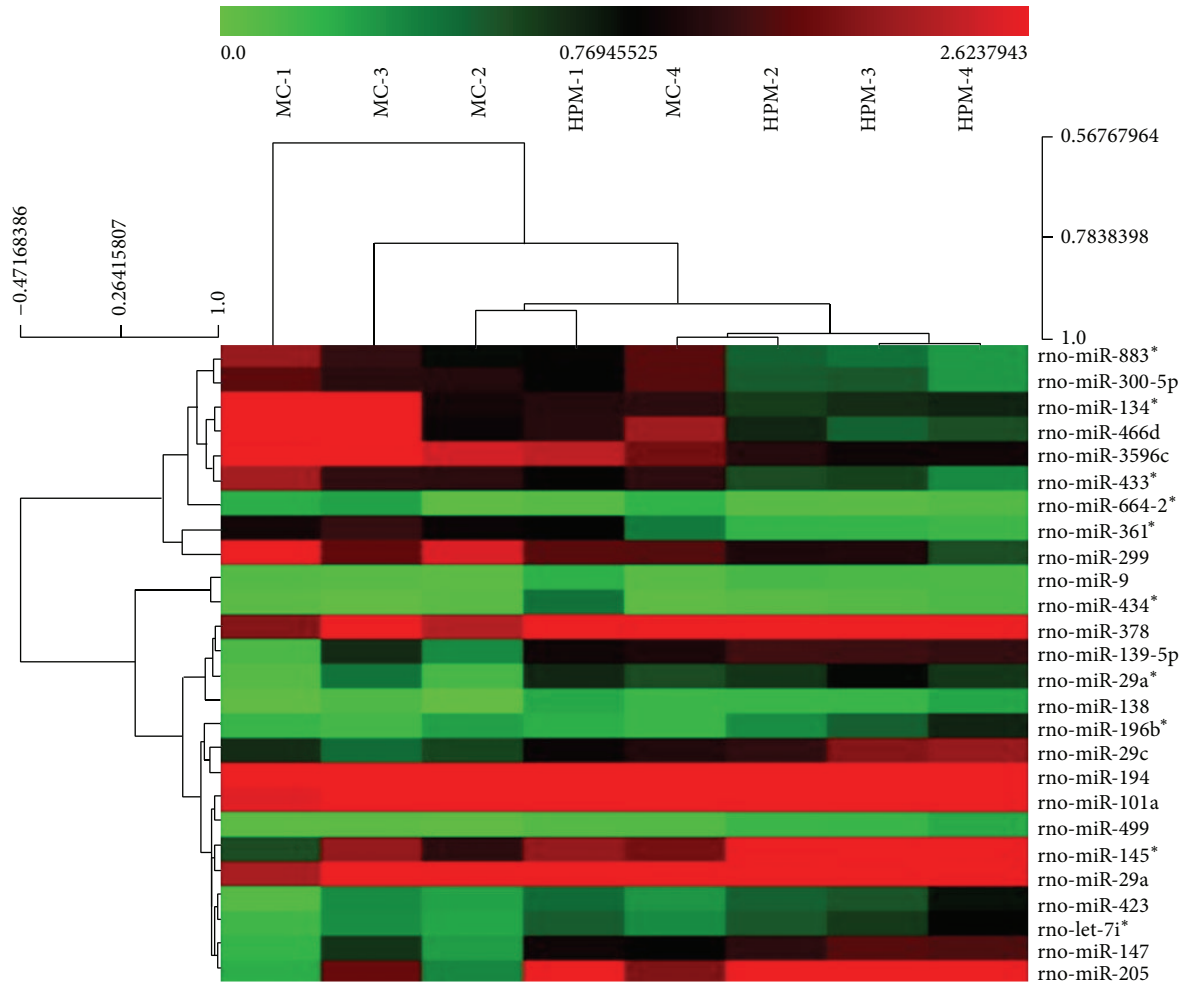 0.0 0.76945525 2.6237943
MC-1 MC-3 MC-2 HPM-1 MC-4 HPM-2 HPM-3 HPM-4
0.56767964
0.7838398
1.0
−0.47168386 0.26415807 1.0
rno-miR-883*
rno-miR-300-5p
rno-miR-134*
rno-miR-466d
rno-miR-3596c
rno-miR-433*
rno-miR-664-2*
rno-miR-361*
rno-miR-299
rno-miR-9
rno-miR-434*
rno-miR-378
rno-miR-139-5p
rno-miR-29a*
rno-miR-138
rno-miR-196b*
rno-miR-29c
rno-miR-194
rno-miR-101a
rno-miR-499
rno-miR-145*
rno-miR-29a
rno-miR-423
rno-let-7i*
rno-miR-147
rno-miR-205